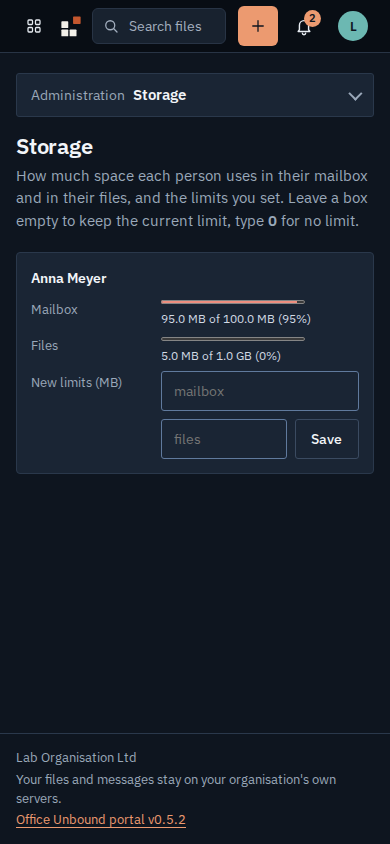 Search files
2
L
Administration Storage
Storage
How much space each person uses in their mailbox
and in their files, and the limits you set. Leave a box
empty to keep the current limit, type 0 for no limit.
Anna Meyer
Mailbox
95.0 MB of 100.0 MB (95%)
Files
5.0 MB of 1.0 GB (0%)
New limits (MB)
mailbox
files
Save
Lab Organisation Ltd
Your files and messages stay on your organisation's own
servers.
Office Unbound portal v0.5.2